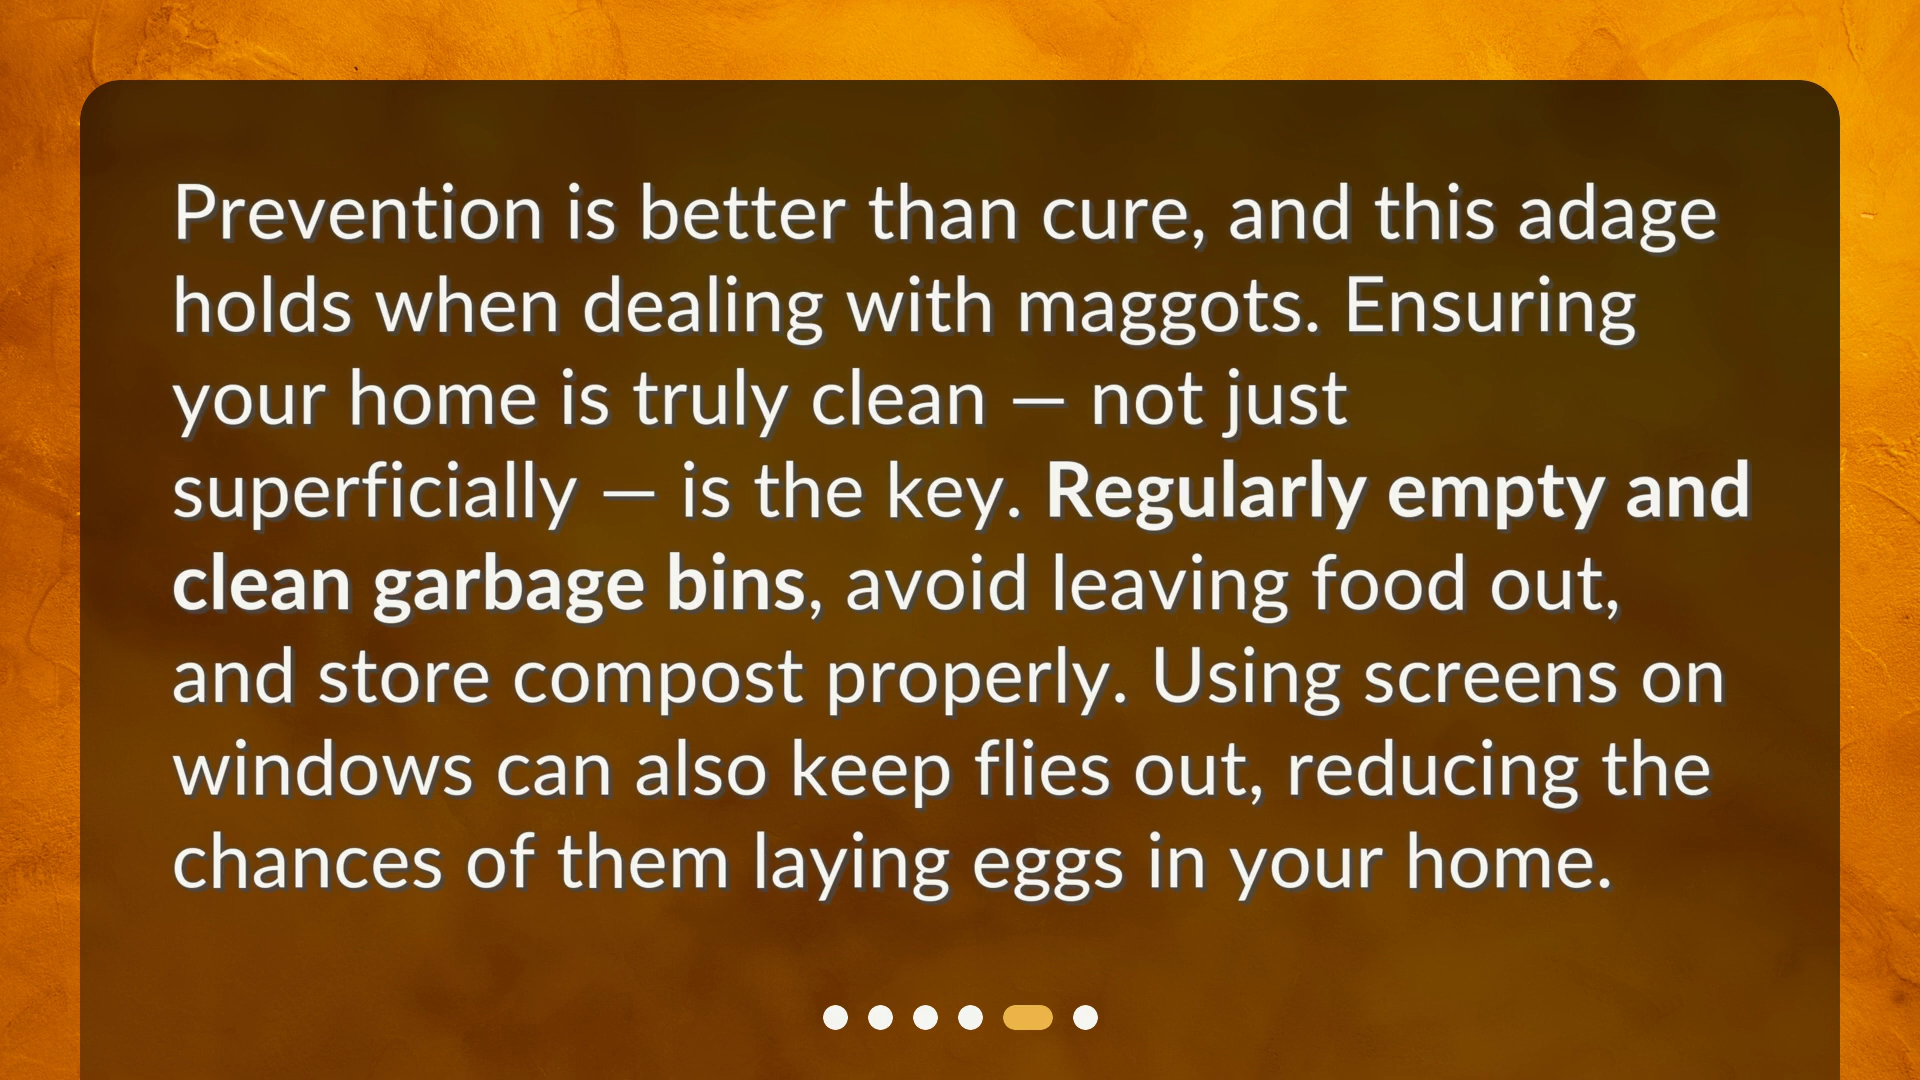 Prevention is better than cure, and this adage
holds when dealing with maggots. Ensuring
your home is truly clean — not just
superficially — is the key. Regularly empty and
clean garbage bins, avoid leaving food out,
and store compost properly. Using screens on
windows can also keep flies out, reducing the
chances of them laying eggs in your home.